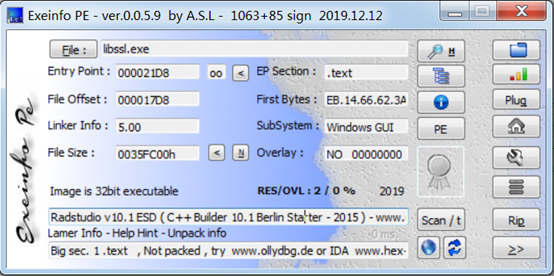 Exeinfo PE - ver.0.0.5.9 by A.S.L - 1063+85 sign 2019.12.12
File : libssl.exe
H
Entry Point : 000021D8 oo < EP Section : .text
File Offset : 000017D8 First Bytes : EB.14.66.62.3A
Plug
Linker Info : 5.00 SubSystem : Windows GUI
PE
File Size : 0035FC00h < N Overlay : NO 00000000
Image is 32bit executable RES/OVL : 2 / 0 % 2019
Radstudio v10.1 ESD ( C++ Builder 10.1 Berlin Starter - 2015 ) - www.
Scan / t
Rip
Lamer Info - Help Hint - Unpack info -0 ms.
Big sec. 1 .text , Not packed , try www.ollydbg.de or IDA www.hex-
>>
Exeinfo Pe